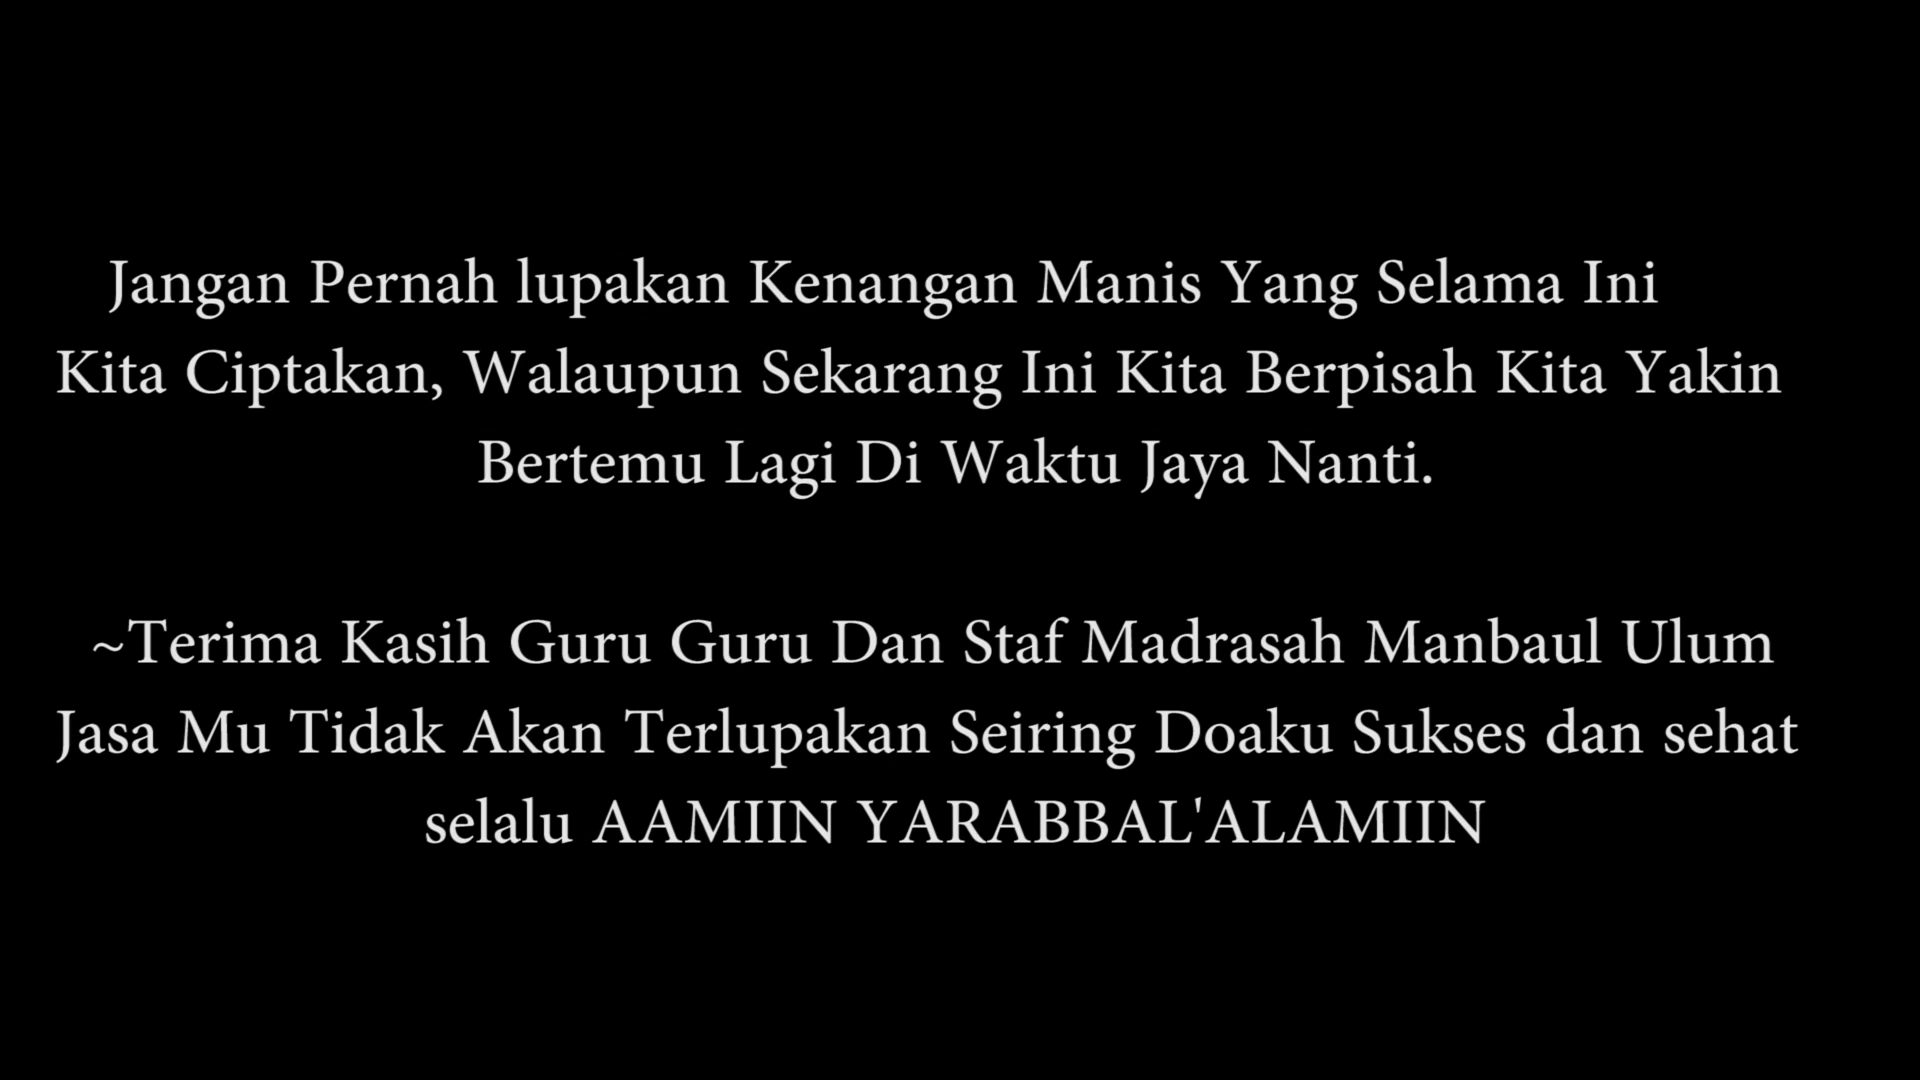 Jangan Pernah lupakan Kenangan Manis Yang Selama Ini
Kita Ciptakan, Walaupun Sekarang Ini Kita Berpisah Kita Yakin
Bertemu Lagi Di Waktu Jaya Nanti.
~Terima Kasih Guru Guru Dan Staf Madrasah Manbaul Ulum
Jasa Mu Tidak Akan Terlupakan Seiring Doaku Sukses dan sehat
selalu AAMIIN YARABBAL'ALAMIIN